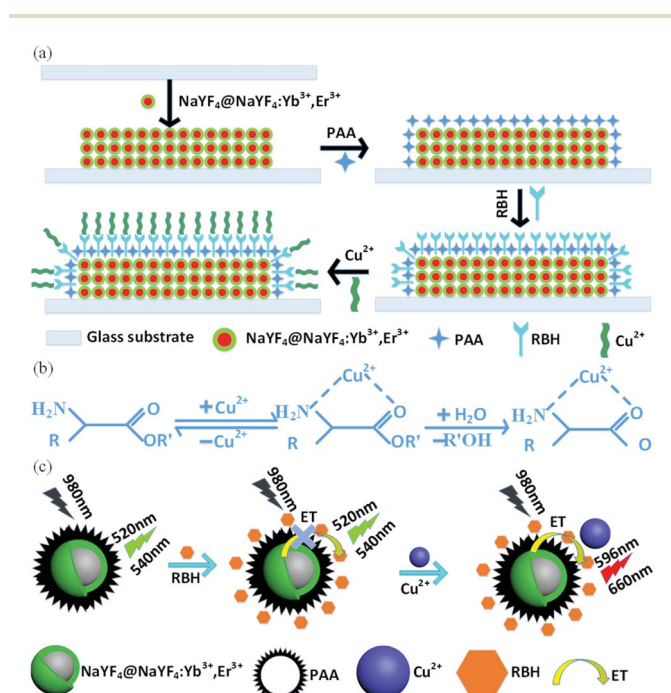 (a)
NaYF₄@NaYF₄:Yb³⁺,Er³⁺
PAA
RBH
Cu²⁺
Glass substrate NaYF₄@NaYF₄:Yb³⁺,Er³⁺ PAA RBH Cu²⁺
(b)
H₂N O R OR'
+Cu²⁺
−Cu²⁺
Cu²⁺ H₂N O R OR'
+H₂O
−R'OH
Cu²⁺ H₂N O R O
(c)
980nm 520nm 540nm
RBH
980nm ET 520nm 540nm
Cu²⁺
980nm ET 596nm 660nm
NaYF₄@NaYF₄:Yb³⁺,Er³⁺ PAA Cu²⁺ RBH ET